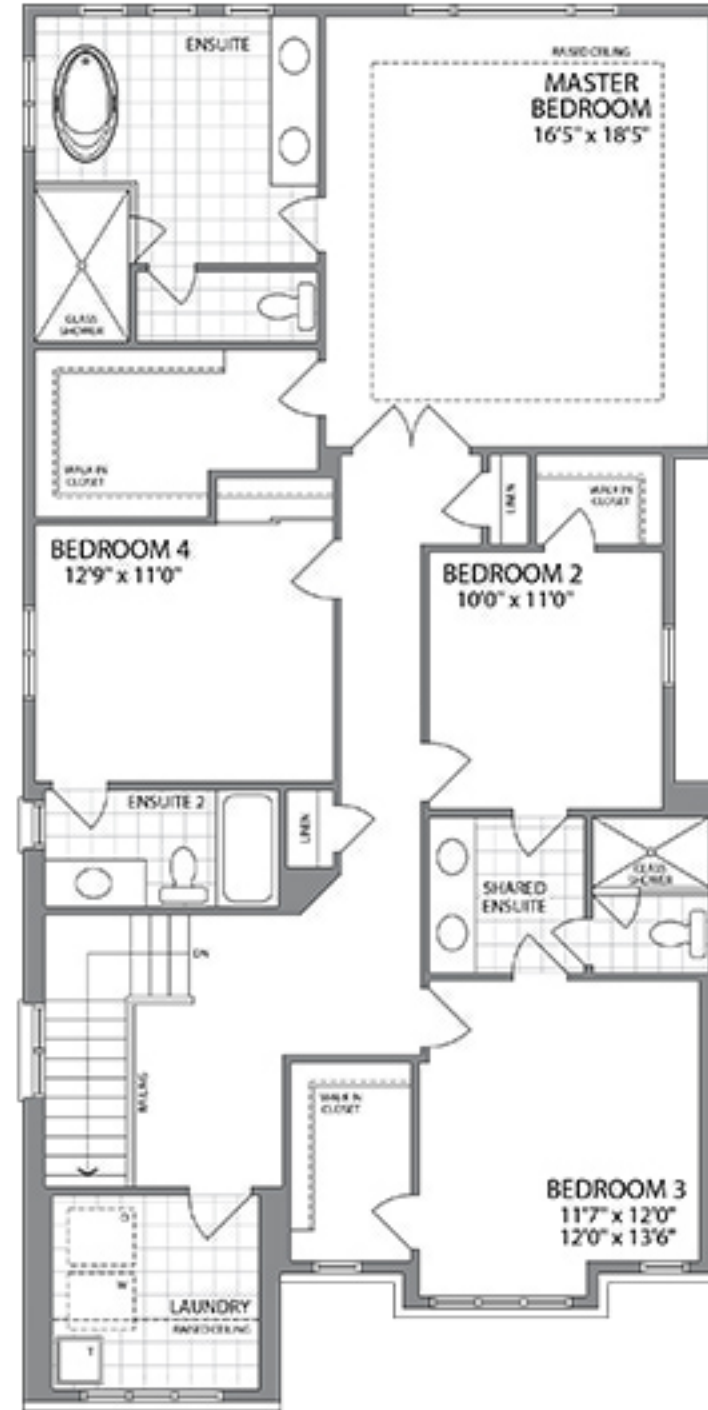 ENSUITE
RAISED CEILING
MASTER
BEDROOM
16'5" x 18'5"
GLASS
SHOWER
WALK IN
CLOSET
LINEN
WALK IN
CLOSET
BEDROOM 4
12'9" x 11'0"
BEDROOM 2
10'0" x 11'0"
ENSUITE 2
LINEN
GLASS
SHOWER
SHARED
ENSUITE
DN
RAILING
WALK IN
CLOSET
BEDROOM 3
11'7" x 12'0"
12'0" x 13'6"
D
W
LAUNDRY
RAISED CEILING
T